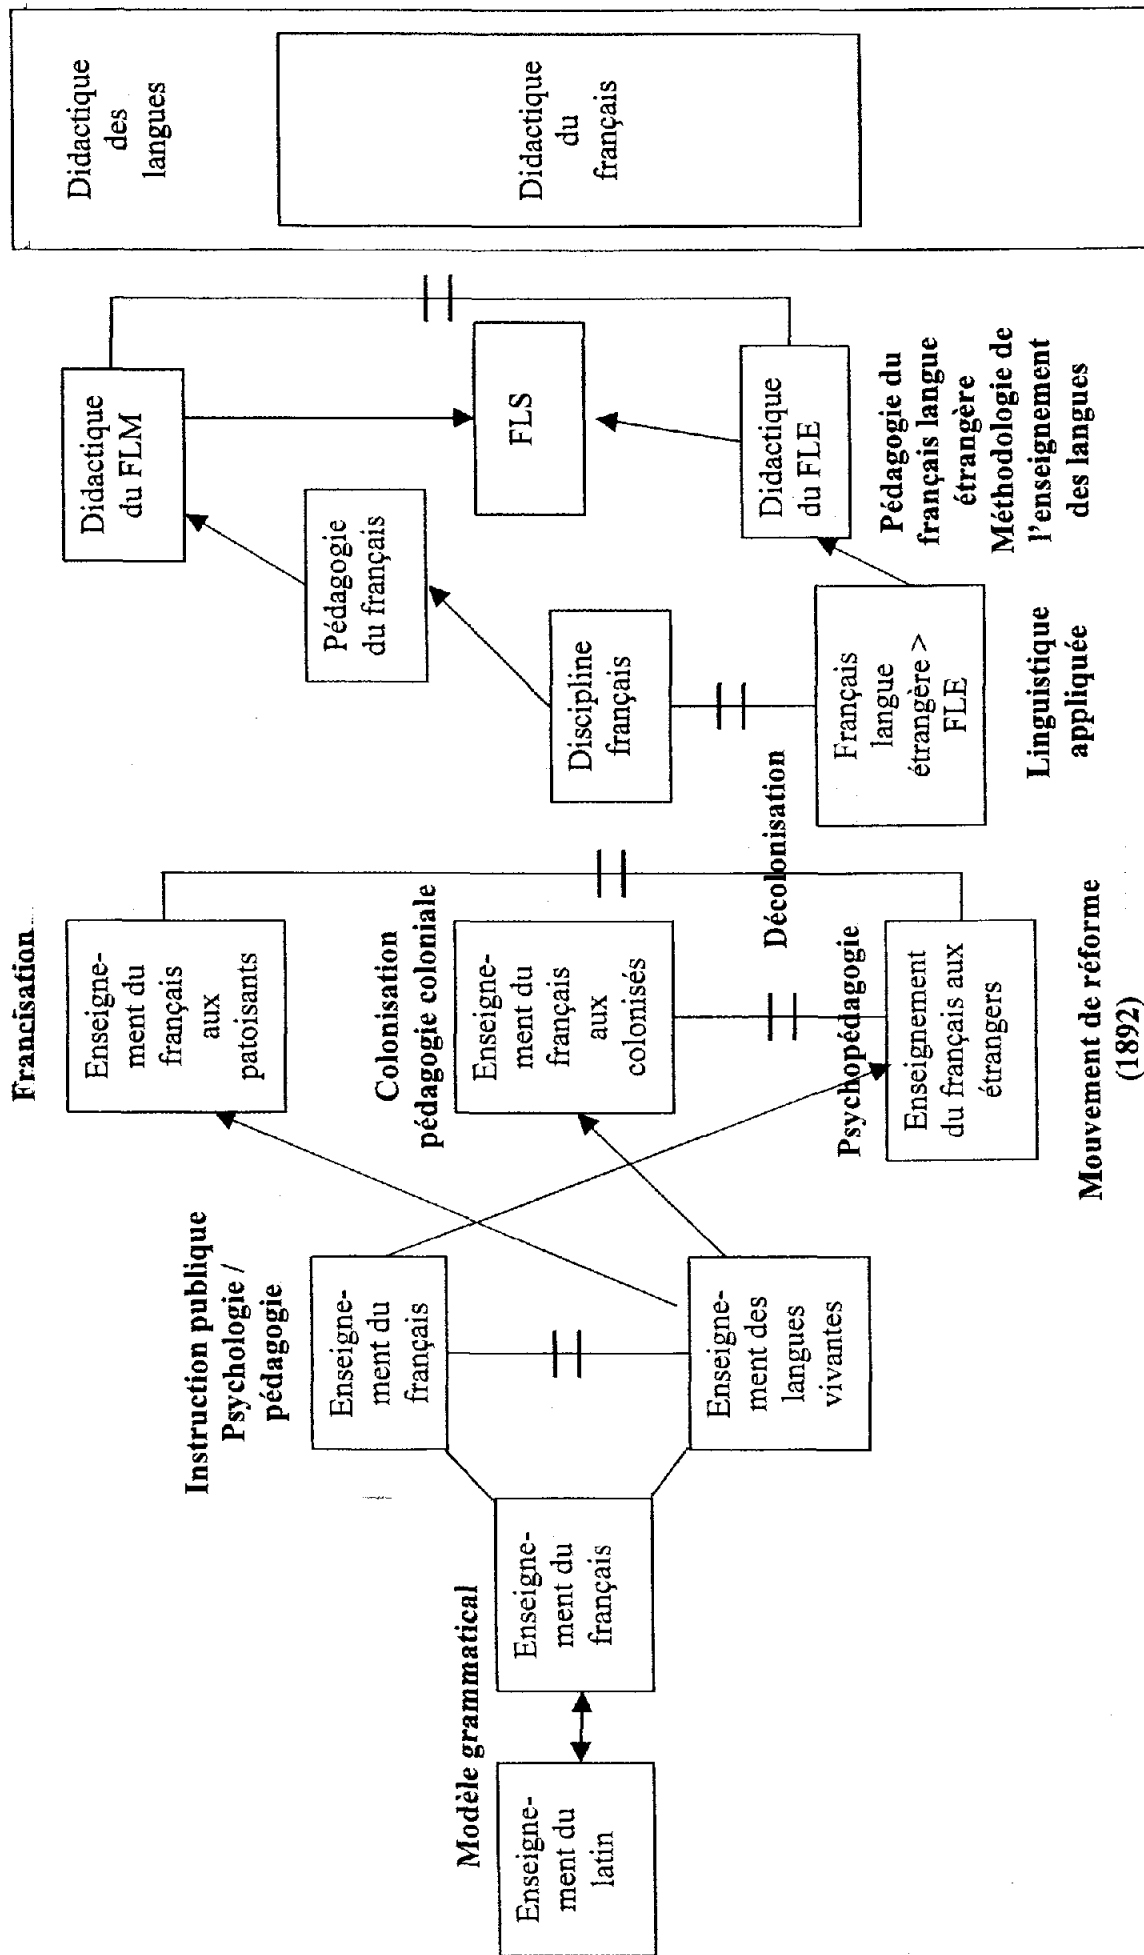 Modèle grammatical
Enseigne-
ment du
latin
Enseigne-
ment du
français
Instruction publique
Psychologie /
pédagogie
Enseigne-
ment du
français
Enseigne-
ment des
langues
vivantes
Francisation
Enseigne-
ment du
français
aux
patoisants
Colonisation
pédagogie coloniale
Enseigne-
ment du
français
aux
colonisés
Psychopédagogie
Enseignement
du français aux
étrangers
Mouvement de réforme
(1892)
Décolonisation
Discipline
français
Français
langue
étrangère >
FLE
Linguistique
appliquée
Pédagogie
du français
Didactique
du FLM
FLS
Didactique
du FLE
Pédagogie du
français langue
étrangère
Méthodologie de
l'enseignement
des langues
Didactique
des
langues
Didactique
du
français